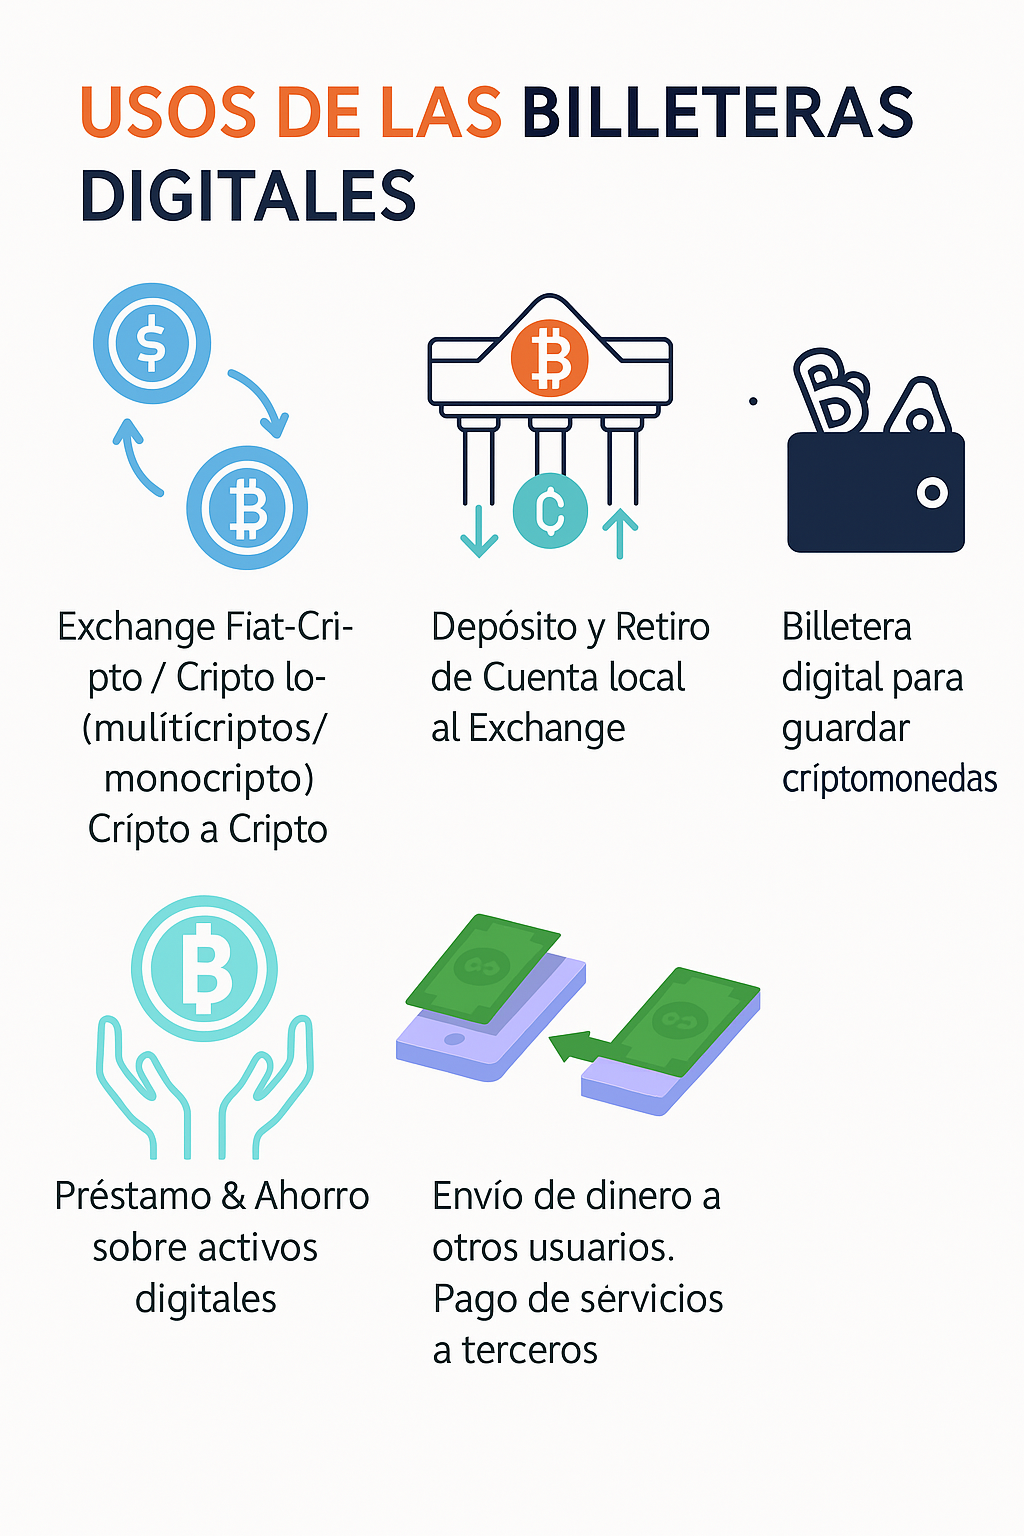 USOS DE LAS BILLETERAS
DIGITALES
Exchange Fiat-Cri-
pto / Cripto lo-
(mulítícriptos/
monocripto)
Crípto a Cripto
Depósito y Retiro
de Cuenta local
al Exchange
Billetera
digital para
guardar
críptomonedas
Préstamo & Ahorro
sobre activos
digitales
Envío de dinero a
otros usuarios.
Pago de servicios
a terceros